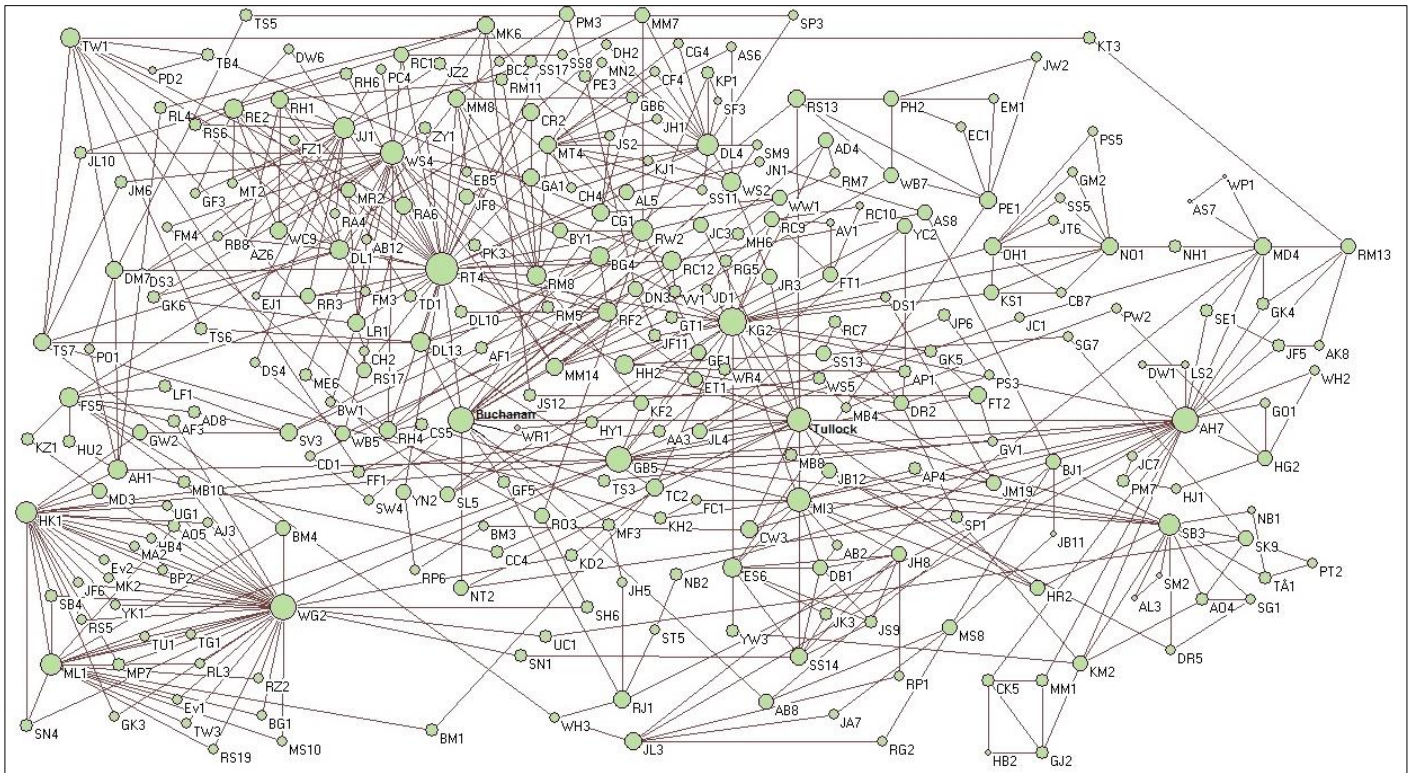 TS5
PM3
MM7
SP3
MK6
TW1
KT3
DW6
RC1
SS8
DH2
CG4
AS6
TB4
PD2
RH6
PC4
JZ2
BC2
SS17
MN2
PE3
CF4
KP1
JW2
RM11
RL4
RE2
RH1
MM8
GB6
SF3
RS13
PH2
EM1
RS6
JJ1
ZY1
CR2
JH1
EC1
PS5
FZ1
WS4
MT4
JS2
DL4
SM9
AD4
JL10
KJ1
JN1
JM6
MT2
MR2
EB5
GA1
CH4
AL5
SS11
WS2
RM7
WB7
GM2
WP1
GF3
RA6
JF8
CG1
WW1
PE1
SS5
AS7
FM4
RA4
RC10
AS8
JT6
RB8
WC9
AB12
BY1
RW2
JC3
MH6
RC9
AV1
YC2
AZ6
DL1
PK3
BG4
OH1
NO1
NH1
MD4
RM13
DM7
DS3
RT4
RM8
RC12
RG5
JR3
FT1
GK6
EJ1
RR3
FM3
TD1
DN3
VV1
JD1
DS1
KS1
CB7
GK4
DL10
RM5
RF2
GT1
KG2
RC7
JP6
JC1
PW2
SE1
TS6
LR1
TS7
PO1
DL13
AF1
JF11
GE1
SS13
GK5
SG7
JF5
AK8
CH2
DS4
RS17
MM14
HH2
WR4
DW1
LS2
WH2
ME6
ET1
WS5
AP1
PS3
FS5
LF1
BW1
JS12
KF2
MB4
DR2
FT2
GO1
AD8
Buchanan
AF3
GW2
SV3
WB5
RH4
CS5
WR1
HY1
AA3
JL4
Tullock
AH7
KZ1
HU2
GV1
CD1
GB5
MB8
HG2
AH1
FF1
JB12
AP4
BJ1
JC7
MB10
TS3
JM19
PM7
HJ1
MD3
SW4
YN2
SL5
GF5
TC2
HK1
UG1
FC1
MI3
NB1
AO5
AJ3
BM4
RO3
KH2
SP1
SB3
BM3
MF3
CW3
JB11
SK9
HB4
MA2
CC4
KD2
AB2
JH8
PT2
Ev2
BP2
RP6
DB1
SM2
TÅ1
MK2
JF6
NT2
JH5
NB2
ES6
HR2
AL3
SB4
AO4
SG1
YK1
WG2
SH6
JK3
RS5
TU1
TG1
UC1
ST5
YW3
JS9
MS8
SN1
SS14
DR5
ML1
MP7
RL3
KM2
RZ2
RP1
CK5
MM1
Ev1
RJ1
AB8
GK3
BG1
WH3
JA7
SN4
TW3
BM1
RS19
MS10
JL3
RG2
HB2
GJ2